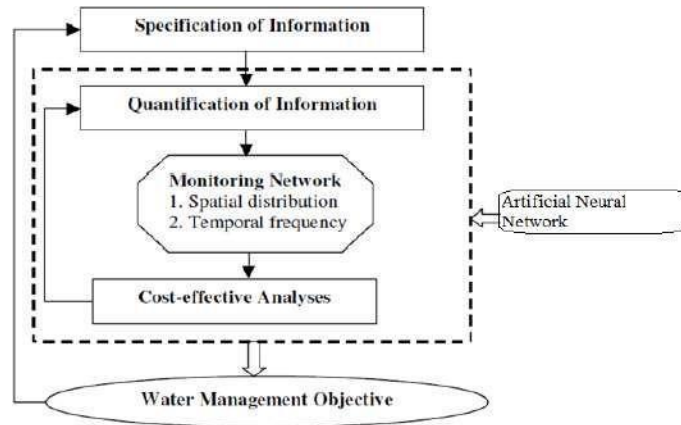 Specification of Information
Quantification of Information
Monitoring Network
1. Spatial distribution
2. Temporal frequency
Artificial Neural
Network
Cost-effective Analyses
Water Management Objective